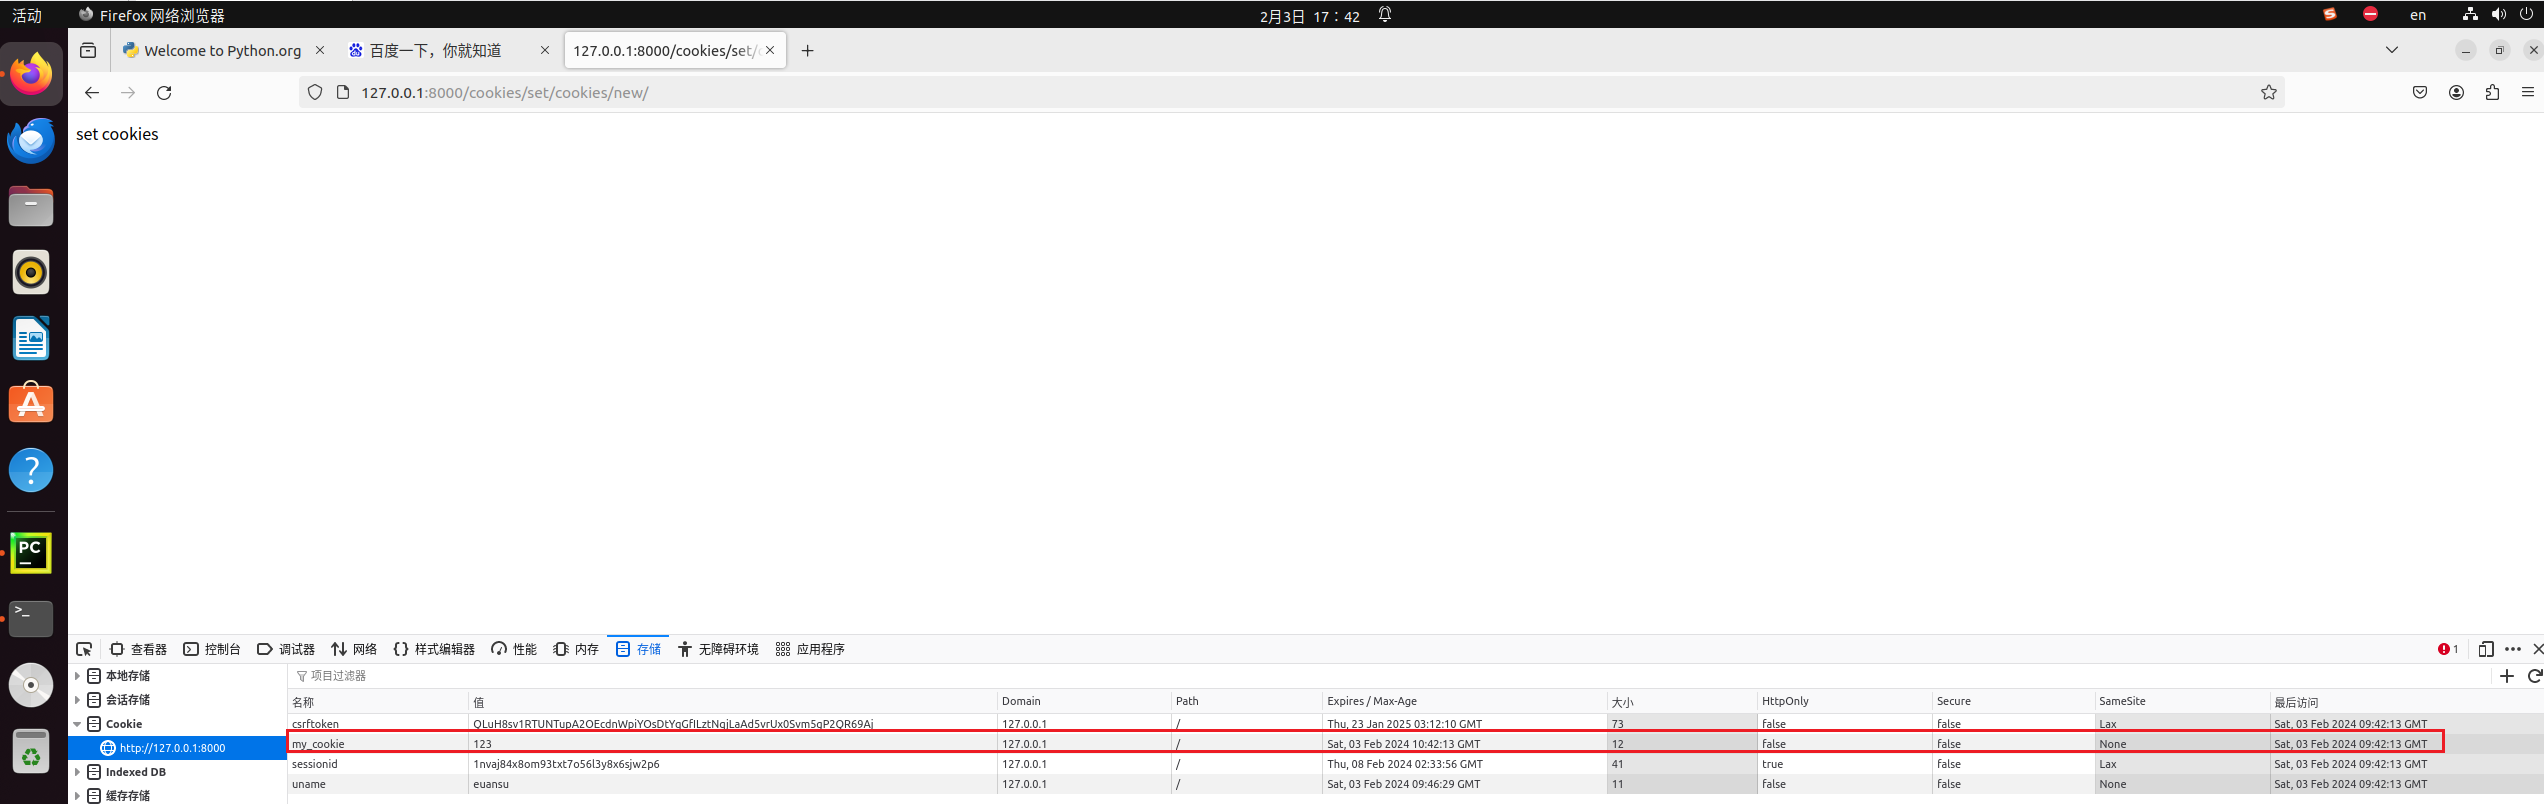 活动 Firefox 网络浏览器 2月3日 17：42 en
Welcome to Python.org 百度一下，你就知道 127.0.0.1:8000/cookies/set/
127.0.0.1:8000/cookies/set/cookies/new/
set cookies
查看器 控制台 调试器 网络 样式编辑器 性能 内存 存储 无障碍环境 应用程序 1
本地存储
会话存储
Cookie
http://127.0.0.1:8000
Indexed DB
缓存存储
项目过滤器
名称 值 Domain Path Expires / Max-Age 大小 HttpOnly Secure SameSite 最后访问
csrftoken 127.0.0.1 / Thu, 23 Jan 2025 03:12:10 GMT 73 false false Lax Sat, 03 Feb 2024 09:42:13 GMT
my_cookie 123 127.0.0.1 / Sat, 03 Feb 2024 10:42:13 GMT 12 false false None Sat, 03 Feb 2024 09:42:13 GMT
sessionid 1nvaj84x8om93txt7o56l3y8x6sjw2p6 127.0.0.1 / Thu, 08 Feb 2024 02:33:56 GMT 41 true false Lax Sat, 03 Feb 2024 09:42:13 GMT
uname euansu 127.0.0.1 / Sat, 03 Feb 2024 09:46:29 GMT 11 false false None Sat, 03 Feb 2024 09:42:13 GMT
PC